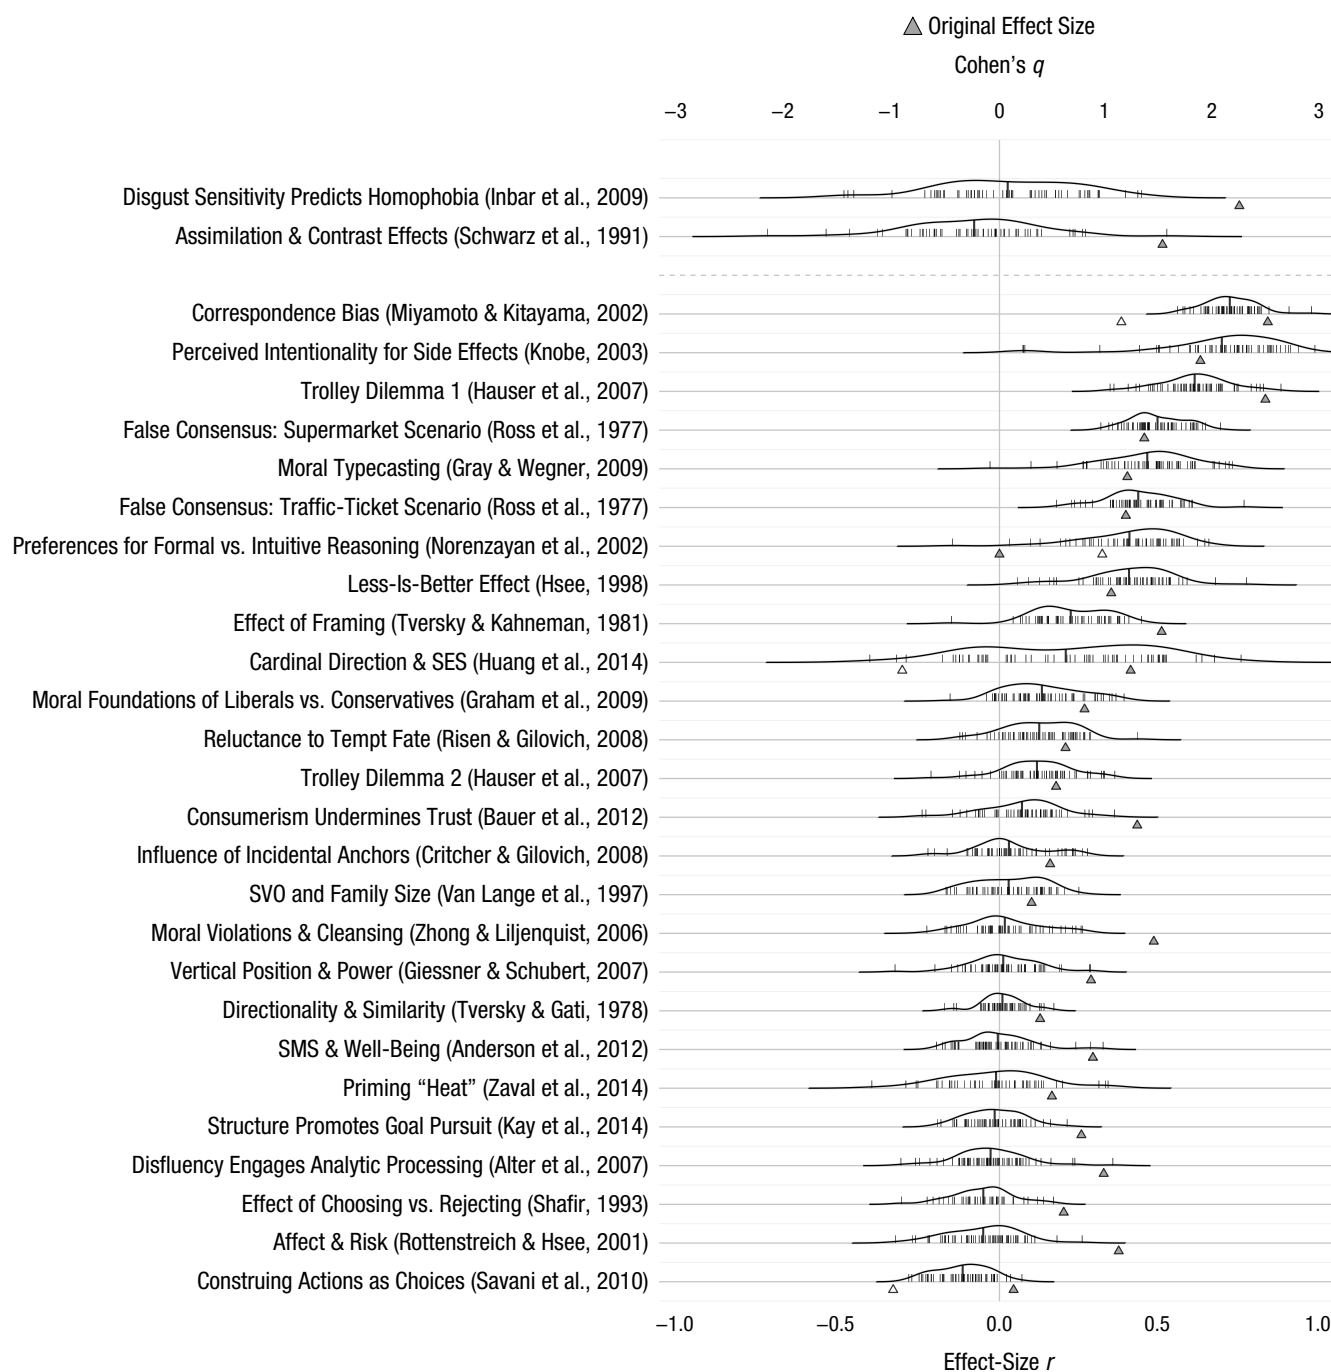 Original Effect Size
Cohen's q
−3 −2 −1 0 1 2 3
Disgust Sensitivity Predicts Homophobia (Inbar et al., 2009)
Assimilation & Contrast Effects (Schwarz et al., 1991)
Correspondence Bias (Miyamoto & Kitayama, 2002)
Perceived Intentionality for Side Effects (Knobe, 2003)
Trolley Dilemma 1 (Hauser et al., 2007)
False Consensus: Supermarket Scenario (Ross et al., 1977)
Moral Typecasting (Gray & Wegner, 2009)
False Consensus: Traffic-Ticket Scenario (Ross et al., 1977)
Preferences for Formal vs. Intuitive Reasoning (Norenzayan et al., 2002)
Less-Is-Better Effect (Hsee, 1998)
Effect of Framing (Tversky & Kahneman, 1981)
Cardinal Direction & SES (Huang et al., 2014)
Moral Foundations of Liberals vs. Conservatives (Graham et al., 2009)
Reluctance to Tempt Fate (Risen & Gilovich, 2008)
Trolley Dilemma 2 (Hauser et al., 2007)
Consumerism Undermines Trust (Bauer et al., 2012)
Influence of Incidental Anchors (Critcher & Gilovich, 2008)
SVO and Family Size (Van Lange et al., 1997)
Moral Violations & Cleansing (Zhong & Liljenquist, 2006)
Vertical Position & Power (Giessner & Schubert, 2007)
Directionality & Similarity (Tversky & Gati, 1978)
SMS & Well-Being (Anderson et al., 2012)
Priming “Heat” (Zaval et al., 2014)
Structure Promotes Goal Pursuit (Kay et al., 2014)
Disfluency Engages Analytic Processing (Alter et al., 2007)
Effect of Choosing vs. Rejecting (Shafir, 1993)
Affect & Risk (Rottenstreich & Hsee, 2001)
Construing Actions as Choices (Savani et al., 2010)
−1.0 −0.5 0.0 0.5 1.0
Effect-Size r